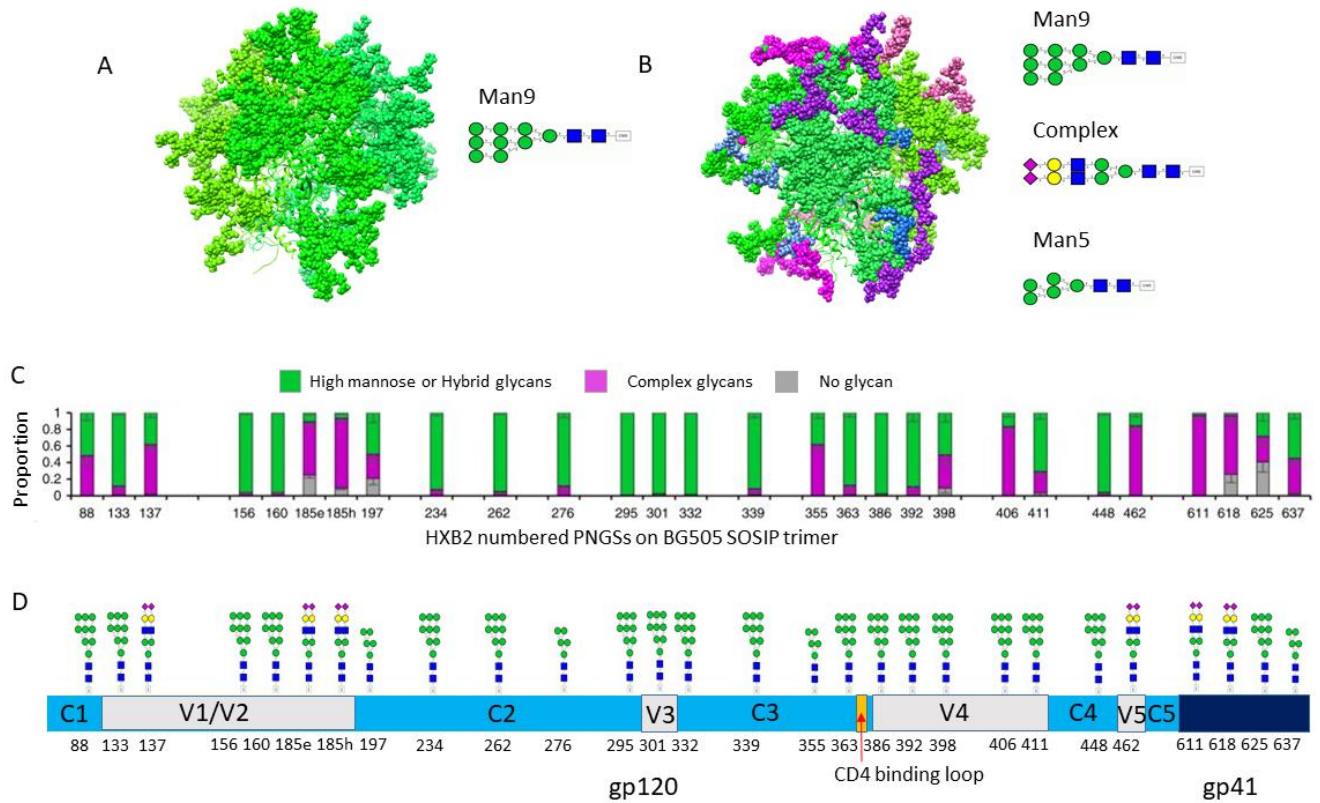 A
Man9
B
Man9
Complex
Man5
C
High mannose or Hybrid glycans
Complex glycans
No glycan
Proportion
1
0.8
0.6
0.4
0.2
0
88 133 137 156 160 185e 185h 197 234 262 276 295 301 332 339 355 363 386 392 398 406 411 448 462 611 618 625 637
HXB2 numbered PNGSs on BG505 SOSIP trimer
D
C1 V1/V2 C2 V3 C3 V4 C4 V5 C5
88 133 137 156 160 185e 185h 197 234 262 276 295 301 332 339 355 363 386 392 398 406 411 448 462 611 618 625 637
CD4 binding loop
gp120 gp41